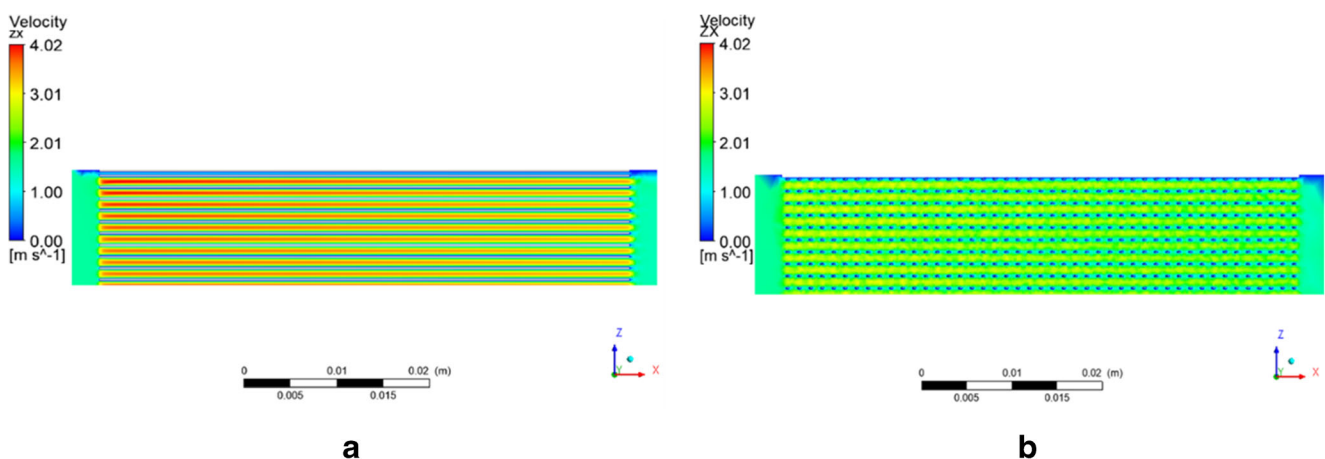 Velocity
zx
4.02
3.01
2.01
1.00
0.00
[m s^-1]
0 0.01 0.02 (m)
0.005 0.015
Z
Y
X
a
Velocity
ZX
4.02
3.01
2.01
1.00
0.00
[m s^-1]
0 0.01 0.02 (m)
0.005 0.015
Z
Y
X
b